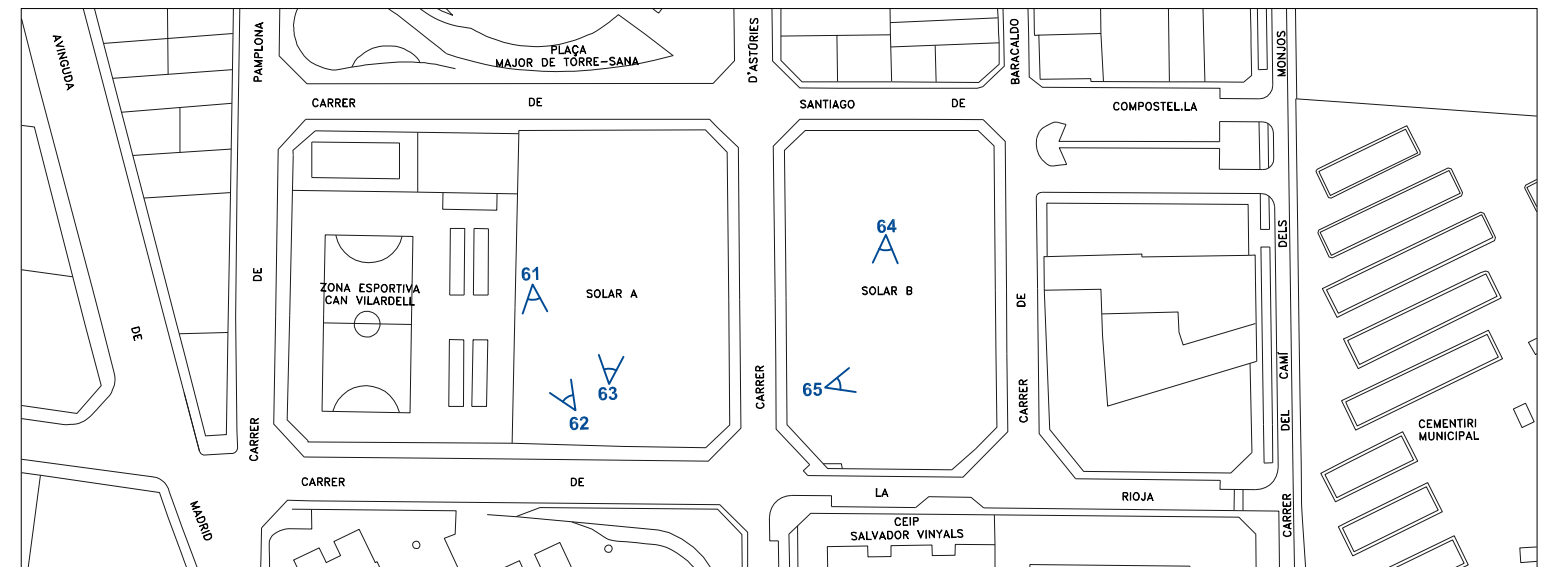 AVINGUDA
DE
MADRID
CARRER
DE
PAMPLONA
PLAÇA
MAJOR DE TORRE-SANA
CARRER
DE
SANTIAGO
DE
COMPOSTEL.LA
D'ASTÚRIES
CARRER
BARACALDO
DE
CARRER
MONJOS
DELS
CAMÍ
DEL
CARRER
ZONA ESPORTIVA
CAN VILARDELL
61
SOLAR A
63
62
64
SOLAR B
65
CEMENTIRI
MUNICIPAL
CARRER
DE
LA
RIOJA
CEIP
SALVADOR VINYALS